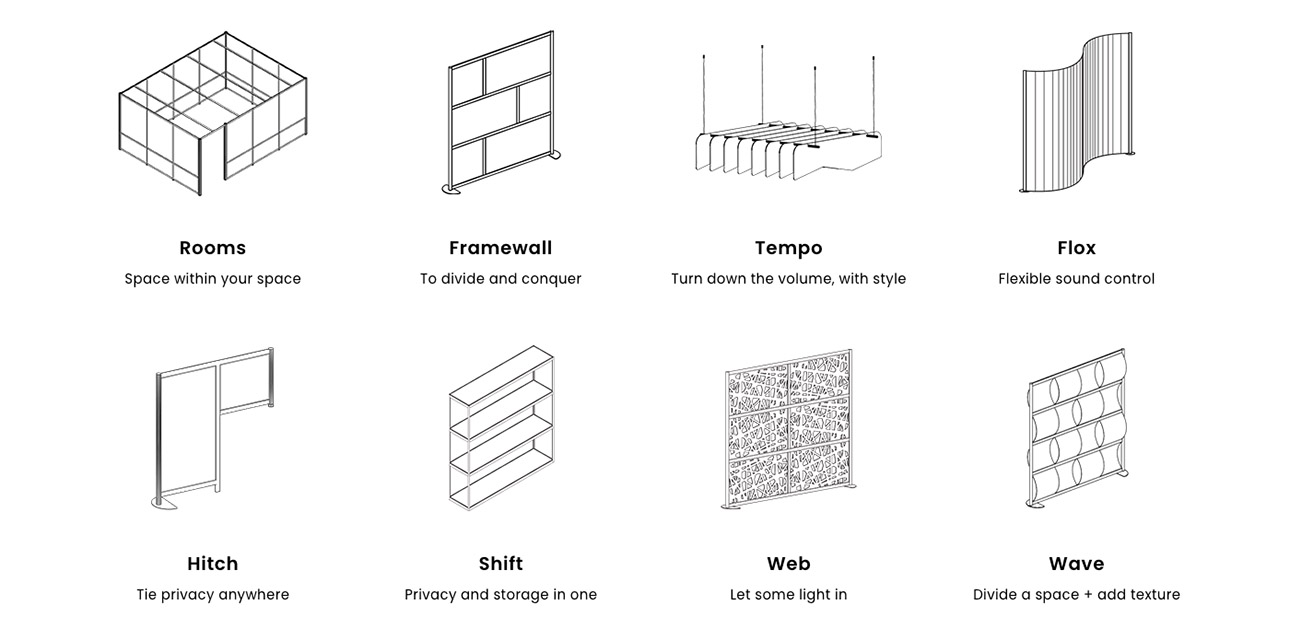 Rooms
Space within your space
Framewall
To divide and conquer
Tempo
Turn down the volume, with style
Flox
Flexible sound control
Hitch
Tie privacy anywhere
Shift
Privacy and storage in one
Web
Let some light in
Wave
Divide a space + add texture